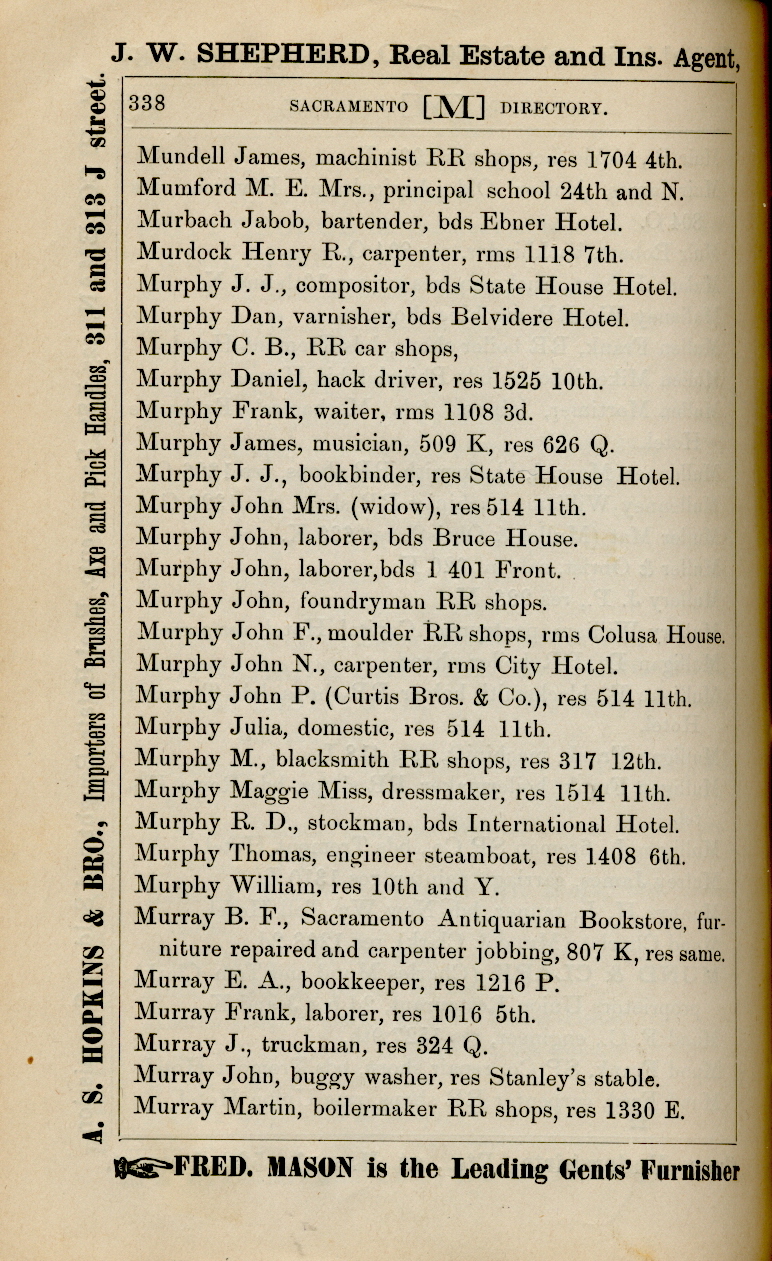 J. W. SHEPHERD, Real Estate and Ins. Agent,
338 SACRAMENTO [M] DIRECTORY.
Mundell James, machinist RR shops, res 1704 4th.
Mumford M. E. Mrs., principal school 24th and N.
Murbach Jabob, bartender, bds Ebner Hotel.
Murdock Henry R., carpenter, rms 1118 7th.
Murphy J. J., compositor, bds State House Hotel.
Murphy Dan, varnisher, bds Belvidere Hotel.
Murphy C. B., RR car shops,
Murphy Daniel, hack driver, res 1525 10th.
Murphy Frank, waiter, rms 1108 3d.
Murphy James, musician, 509 K, res 626 Q.
Murphy J. J., bookbinder, res State House Hotel.
Murphy John Mrs. (widow), res 514 11th.
Murphy John, laborer, bds Bruce House.
Murphy John, laborer,bds 1 401 Front.
Murphy John, foundryman RR shops.
Murphy John F., moulder RR shops, rms Colusa House.
Murphy John N., carpenter, rms City Hotel.
Murphy John P. (Curtis Bros. & Co.), res 514 11th.
Murphy Julia, domestic, res 514 11th.
Murphy M., blacksmith RR shops, res 317 12th.
Murphy Maggie Miss, dressmaker, res 1514 11th.
Murphy R. D., stockman, bds International Hotel.
Murphy Thomas, engineer steamboat, res 1408 6th.
Murphy William, res 10th and Y.
Murray B. F., Sacramento Antiquarian Bookstore, fur-
niture repaired and carpenter jobbing, 807 K, res same.
Murray E. A., bookkeeper, res 1216 P.
Murray Frank, laborer, res 1016 5th.
Murray J., truckman, res 324 Q.
Murray John, buggy washer, res Stanley's stable.
Murray Martin, boilermaker RR shops, res 1330 E.
FRED. MASON is the Leading Gents' Furnisher
A. S. HOPKINS & BRO., Importers of Brushes, Axe and Pick Handles, 311 and 313 J street.